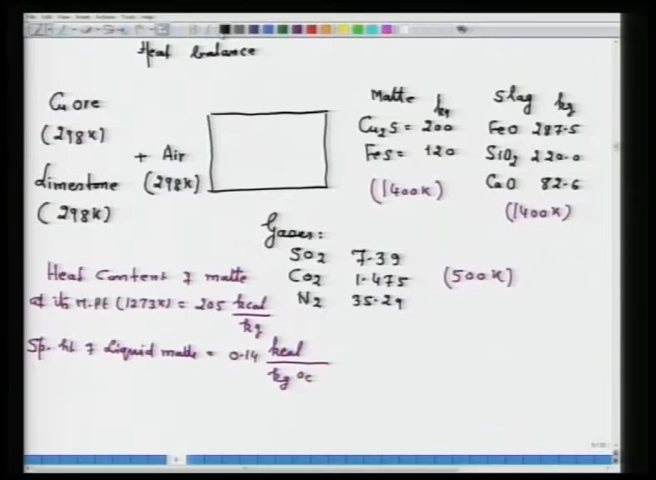 Heat balance
Cu ore
(298K)
+ Air
Limestone
(298K)
(298K)
Matte kg
Cu2S = 200
FeS = 120
(1400K)
Slag kg
FeO 287.5
SiO2 220.0
CaO 82.6
(1400K)
Gases:
SO2 7.39
CO2 1.475
N2 35.29
(500K)
Heat Content of matte
at its M.Pt (1273K) = 205 kcal
kg
Sp. ht of liquid matte = 0.14 kcal
kg °C